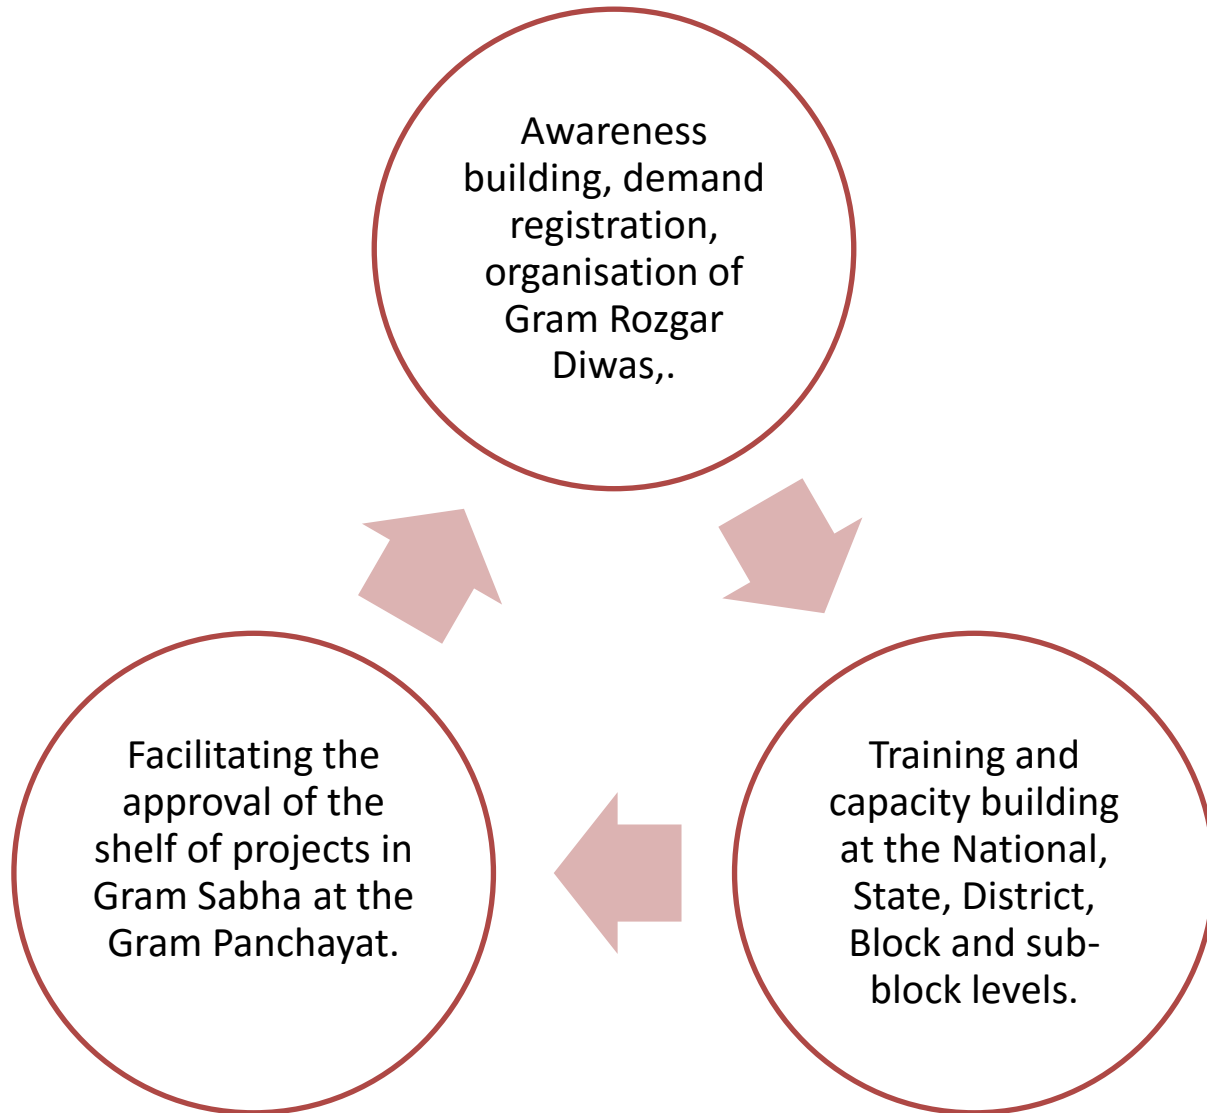 Awareness
building, demand
registration,
organisation of
Gram Rozgar
Diwas,.
Training and
capacity building
at the National,
State, District,
Block and sub-
block levels.
Facilitating the
approval of the
shelf of projects in
Gram Sabha at the
Gram Panchayat.